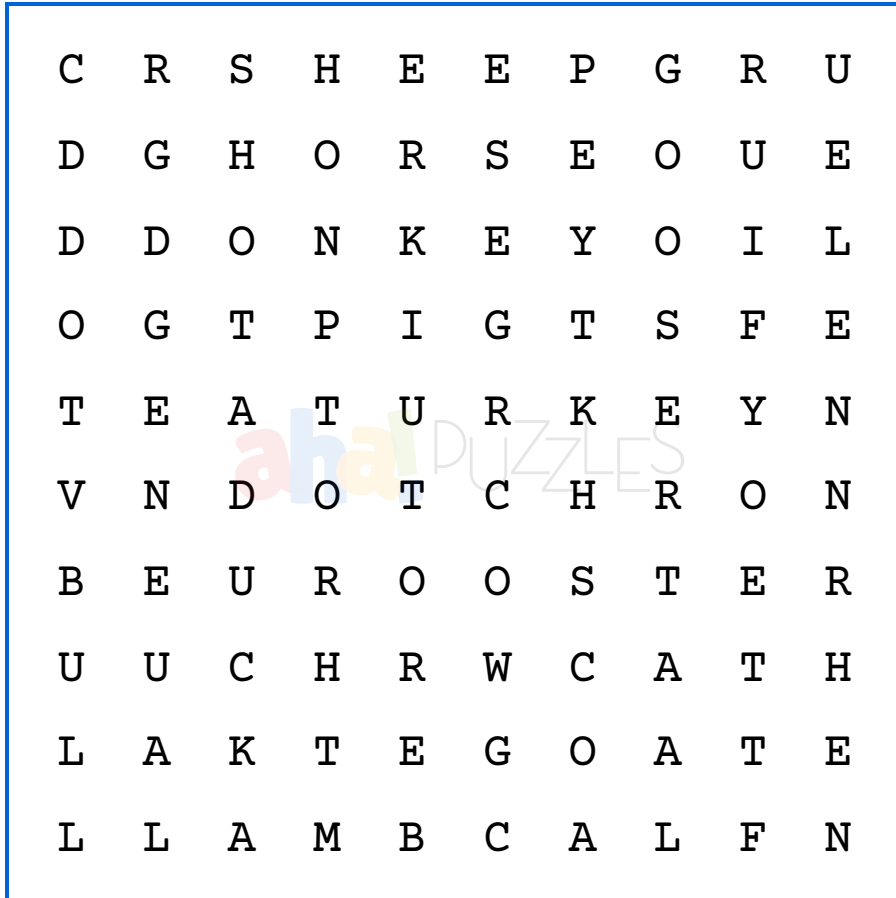 C R S H E E P G R U
D G H O R S E O U E
D D O N K E Y O I L
O G T P I G T S F E
T E A T U R K E Y N
aha! PUZZLES
V N D O T C H R O N
B E U R O O S T E R
U U C H R W C A T H
L A K T E G O A T E
L L A M B C A L F N